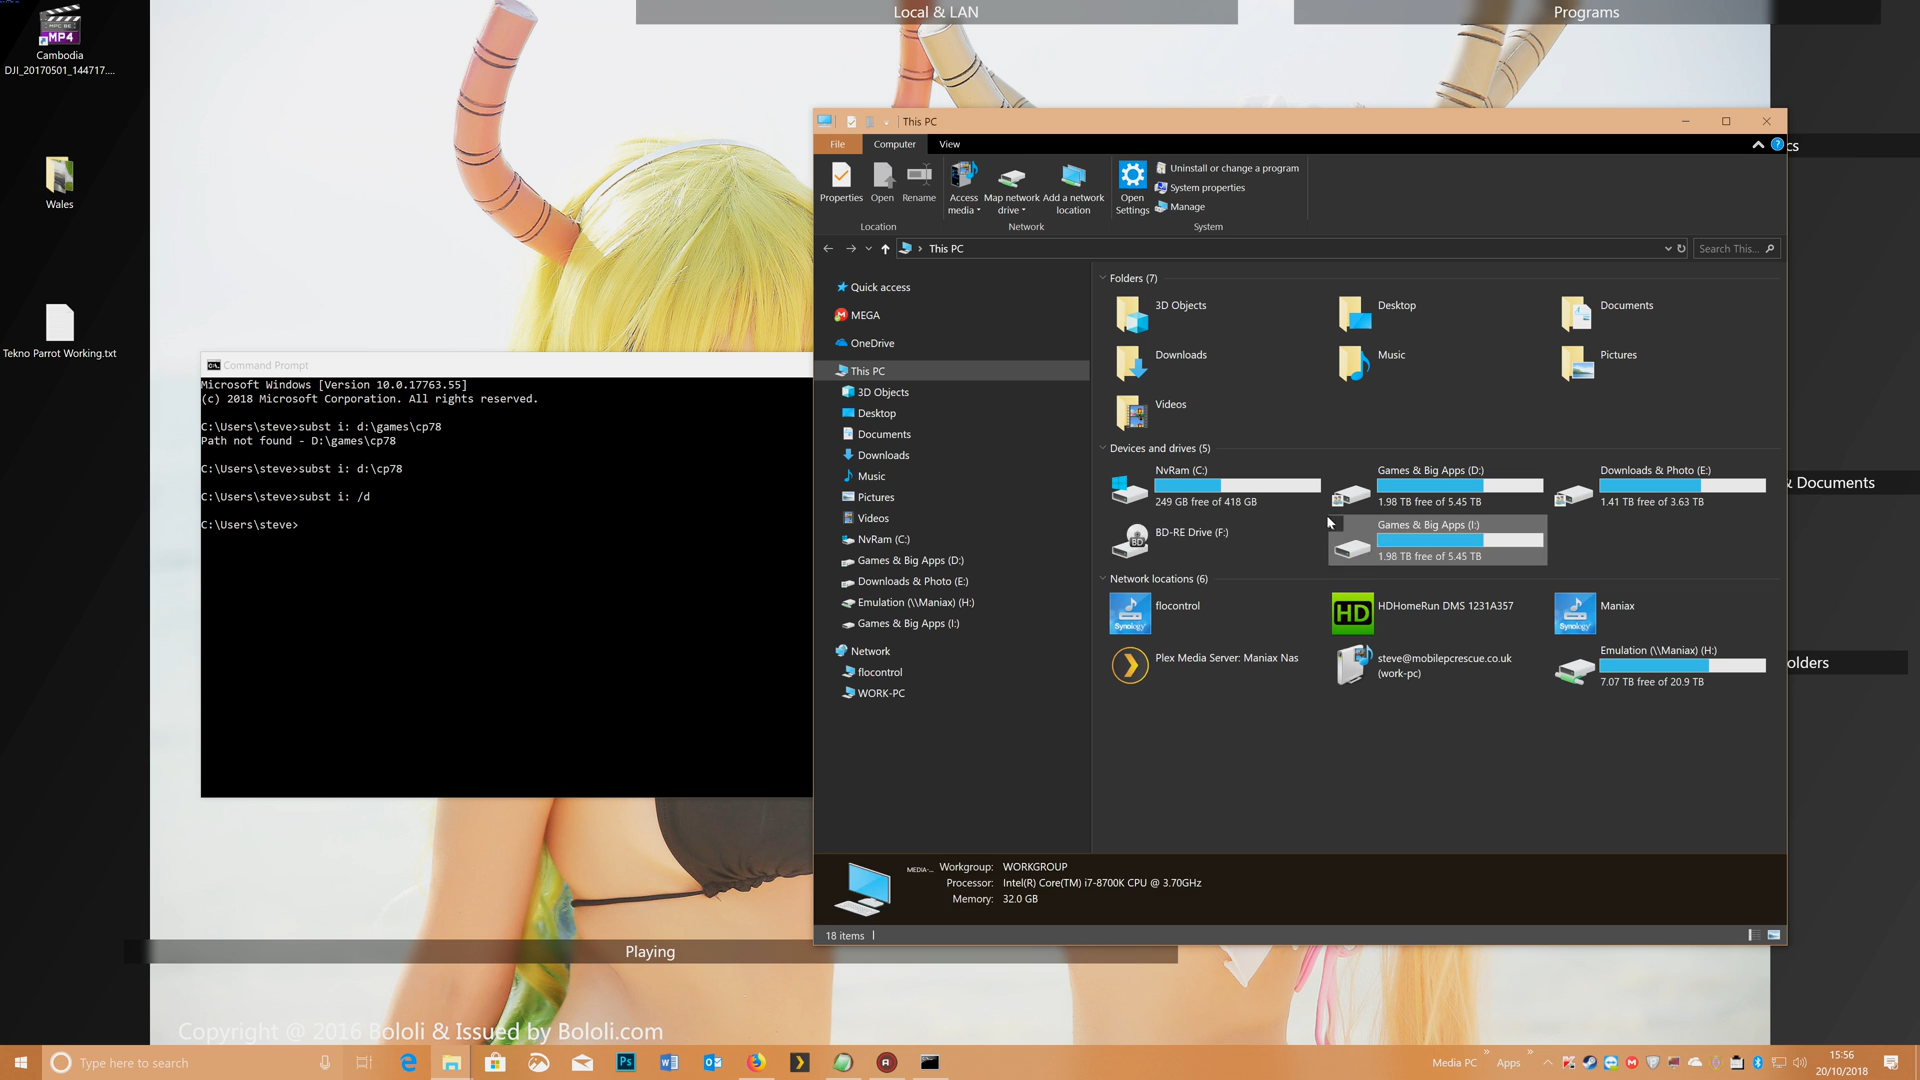 MPC BE
MP4
Cambodia
DJI_20170501_144717....
Wales
Tekno Parrot Working.txt
Local & LAN
Programs
cs
& Documents
olders
Playing
Command Prompt
Microsoft Windows [Version 10.0.17763.55]
(c) 2018 Microsoft Corporation. All rights reserved.
C:\Users\steve>subst i: d:\games\cp78
Path not found - D:\games\cp78
C:\Users\steve>subst i: d:\cp78
C:\Users\steve>subst i: /d
C:\Users\steve>
This PC
File
Computer
View
Properties
Open
Rename
Location
Access media
Map network drive
Add a network location
Network
Open Settings
Uninstall or change a program
System properties
Manage
System
This PC
Search This...
Quick access
MEGA
OneDrive
This PC
3D Objects
Desktop
Documents
Downloads
Music
Pictures
Videos
NvRam (C:)
Games & Big Apps (D:)
Downloads & Photo (E:)
Emulation (\\Maniax) (H:)
Games & Big Apps (I:)
Network
flocontrol
WORK-PC
Folders (7)
3D Objects
Desktop
Documents
Downloads
Music
Pictures
Videos
Devices and drives (5)
NvRam (C:)
249 GB free of 418 GB
Games & Big Apps (D:)
1.98 TB free of 5.45 TB
Downloads & Photo (E:)
1.41 TB free of 3.63 TB
BD
BD-RE Drive (F:)
Games & Big Apps (I:)
1.98 TB free of 5.45 TB
Network locations (6)
Synology
flocontrol
HD
HDHomeRun DMS 1231A357
Synology
Maniax
Plex Media Server: Maniax Nas
steve@mobilepcrescue.co.uk
(work-pc)
Emulation (\\Maniax) (H:)
7.07 TB free of 20.9 TB
MEDIA-...
Workgroup: WORKGROUP
Processor: Intel(R) Core(TM) i7-8700K CPU @ 3.70GHz
Memory: 32.0 GB
18 items
Copyright @ 2016 Bololi & Issued by Bololi.com
Type here to search
Ps
Media PC
Apps
15:56
20/10/2018